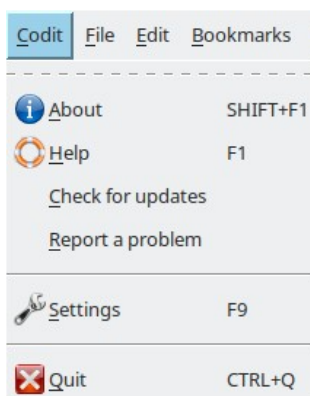 Codit File Edit Bookmarks
About SHIFT+F1
Help F1
Check for updates
Report a problem
Settings F9
Quit CTRL+Q